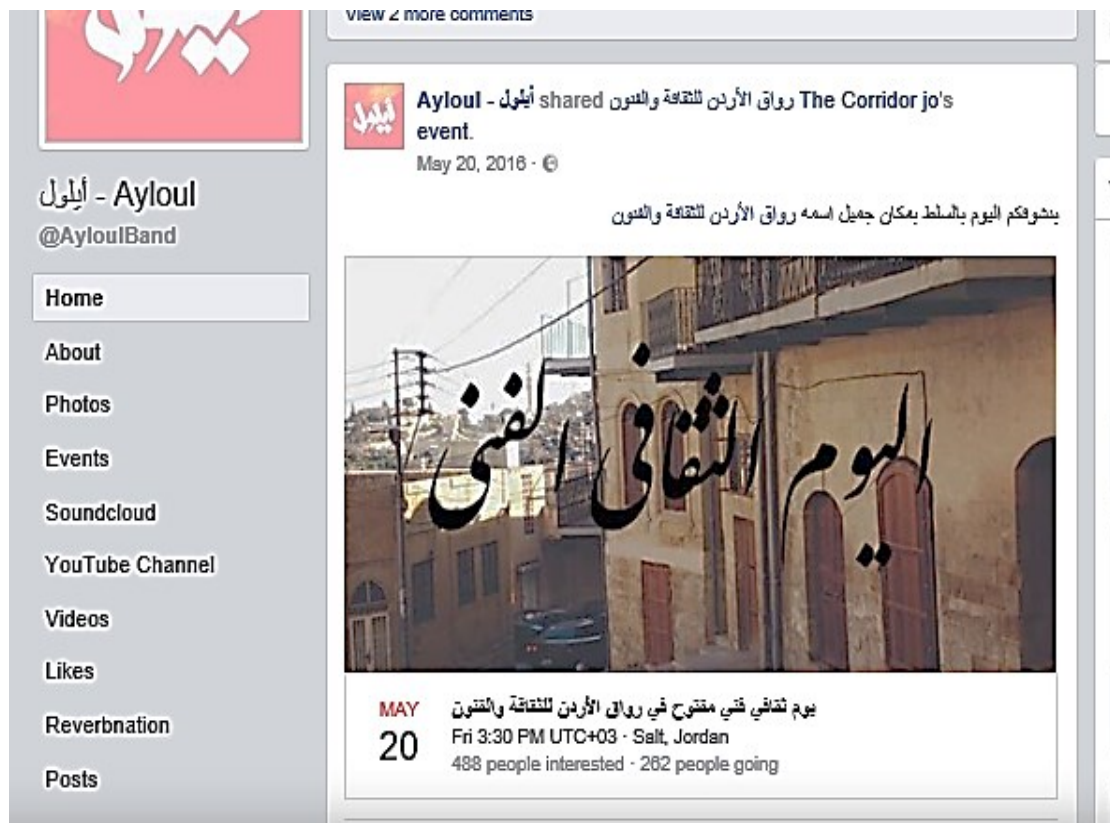 View 2 more comments
أيلول
Ayloul - أيلول shared رواق الأردن للثقافة والفنون The Corridor jo's
event.
May 20, 2016
بنشوفكم اليوم بالسلط بمكان جميل اسمه رواق الأردن للثقافة والفنون
أيلول - Ayloul
@AyloulBand
Home
About
Photos
Events
Soundcloud
YouTube Channel
Videos
Likes
Reverbnation
Posts
اليوم الثقافي الفني
MAY
20
يوم ثقافي فني مفتوح في رواق الأردن للثقافة والفنون
Fri 3:30 PM UTC+03 · Salt, Jordan
488 people interested · 262 people going